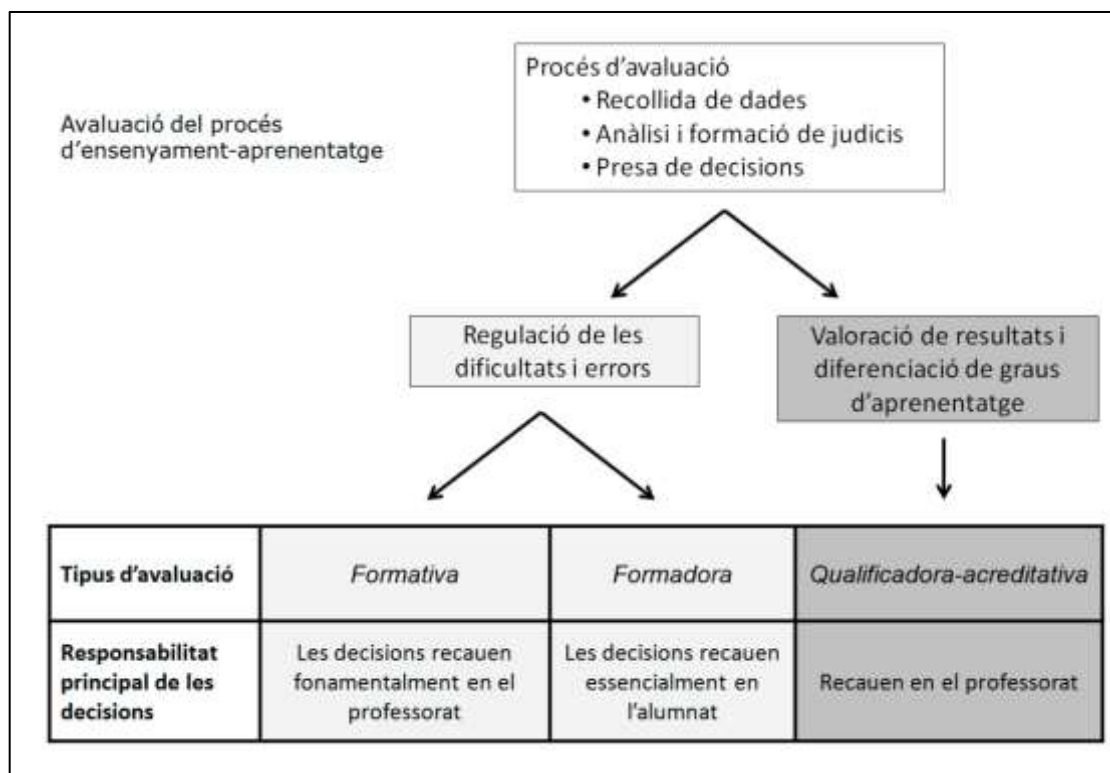 Procés d'avaluació
• Recollida de dades
• Anàlisi i formació de judicis
• Presa de decisions
Avaluació del procés
d'ensenyament-aprenentatge
Regulació de les
dificultats i errors
Valoració de resultats i
diferenciació de graus
d'aprenentatge
Tipus d'avaluació
Formativa
Formadora
Qualificadora-acreditativa
Responsabilitat
principal de les
decisions
Les decisions recauen
fonamentalment en el
professorat
Les decisions recauen
essencialment en
l'alumnat
Recauen en el professorat